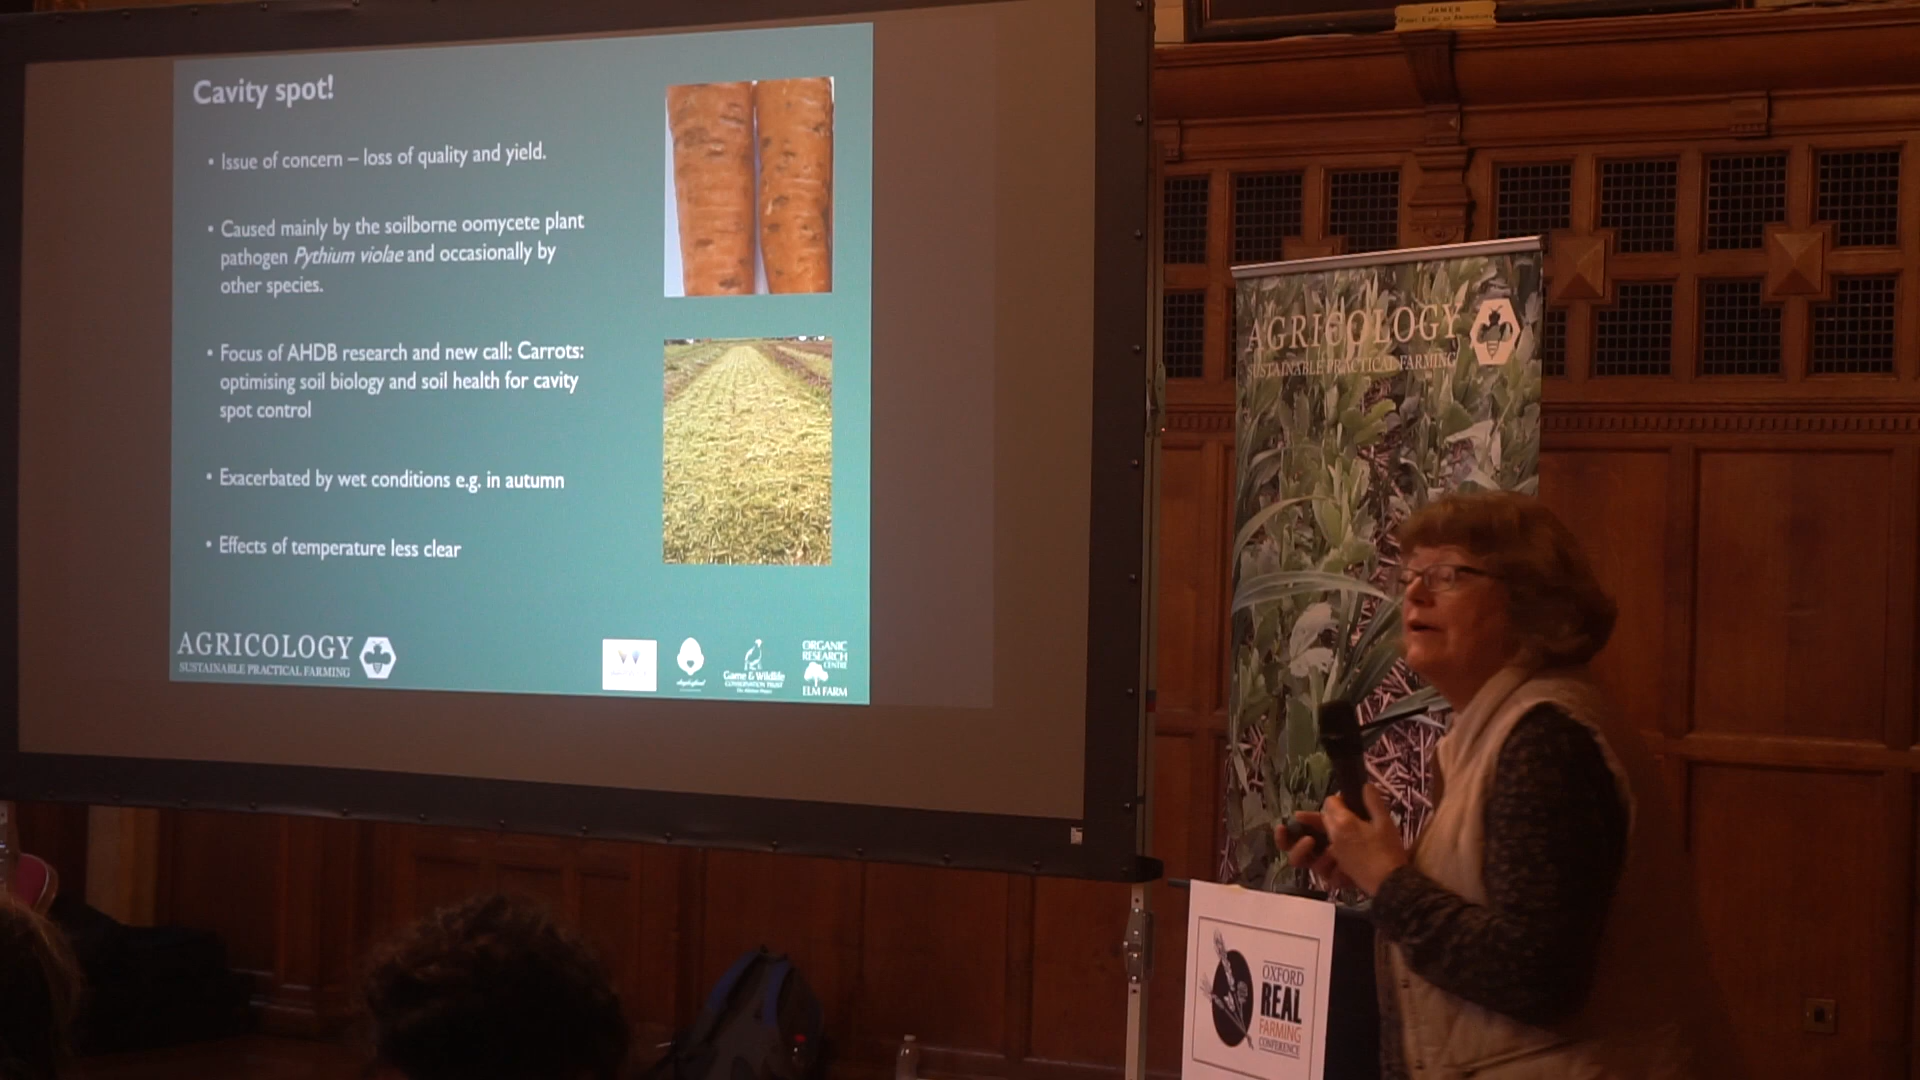 Cavity spot!
• Issue of concern – loss of quality and yield.
• Caused mainly by the soilborne oomycete plant
pathogen Pythium violae and occasionally by
other species.
• Focus of AHDB research and new call: Carrots:
optimising soil biology and soil health for cavity
spot control
• Exacerbated by wet conditions e.g. in autumn
• Effects of temperature less clear
AGRICOLOGY
SUSTAINABLE PRACTICAL FARMING
Game & Wildlife
CONSERVATION TRUST
ORGANIC
RESEARCH
CENTRE
ELM FARM
JAMES
AGRICOLOGY
SUSTAINABLE PRACTICAL FARMING
OXFORD
REAL
FARMING
CONFERENCE